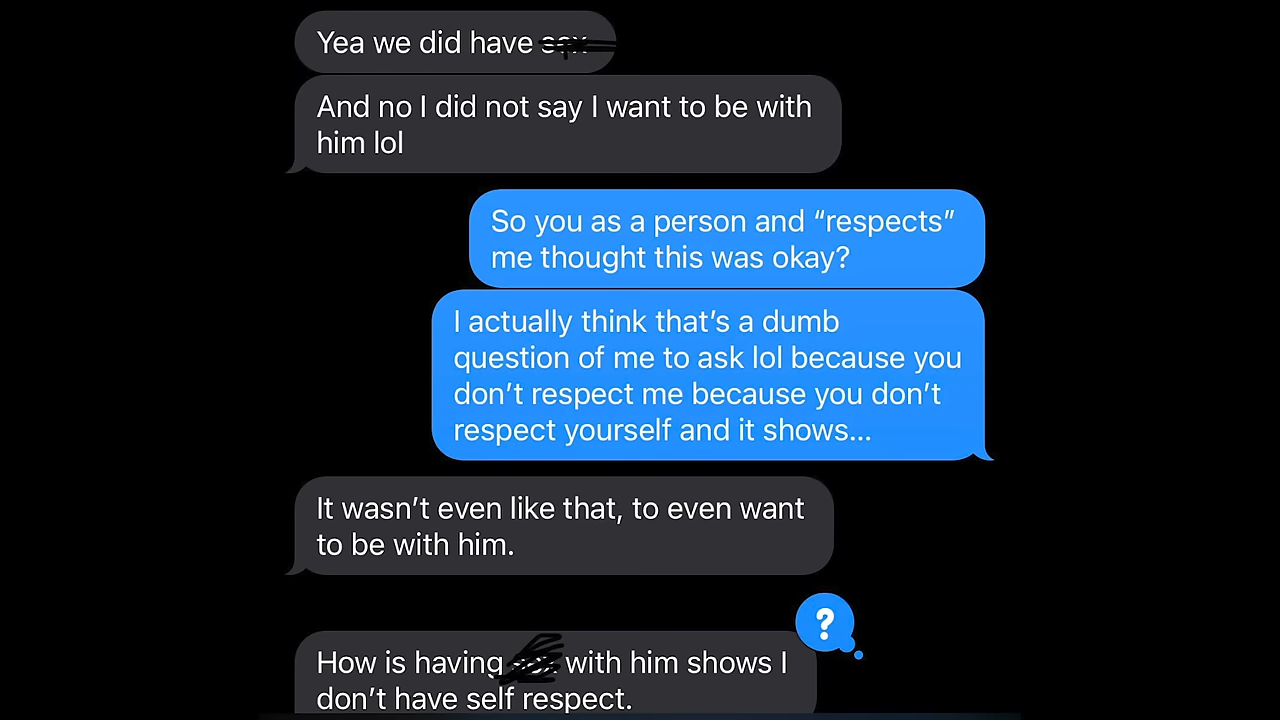 Yea we did have sex
And no I did not say I want to be with
him lol
So you as a person and “respects”
me thought this was okay?
I actually think that’s a dumb
question of me to ask lol because you
don’t respect me because you don’t
respect yourself and it shows...
It wasn’t even like that, to even want
to be with him.
?
How is having sex with him shows I
don’t have self respect.